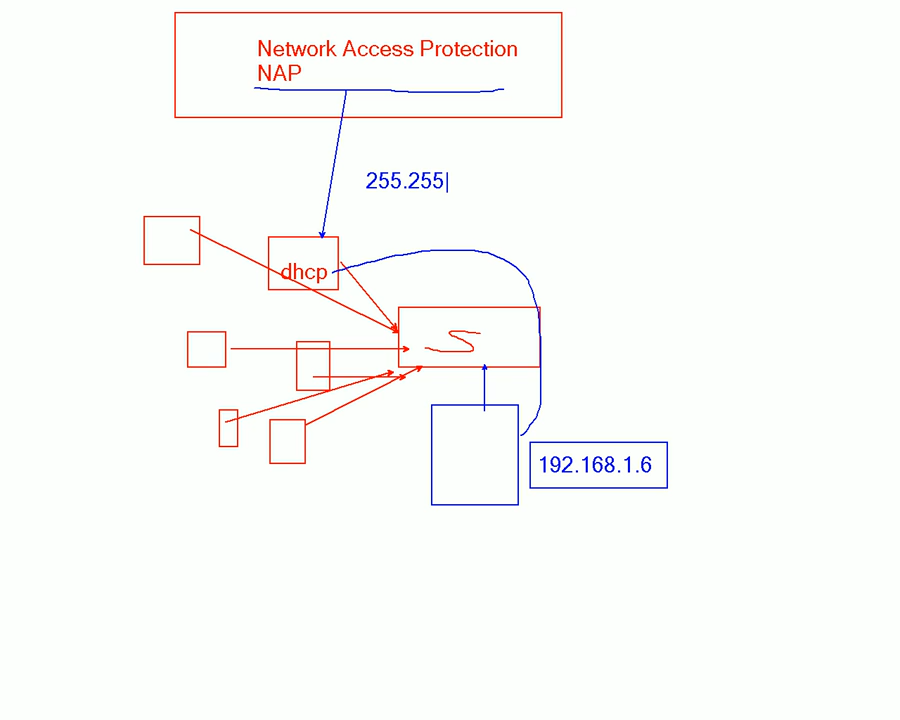 Network Access Protection
NAP
255.255
dhcp
S
192.168.1.6